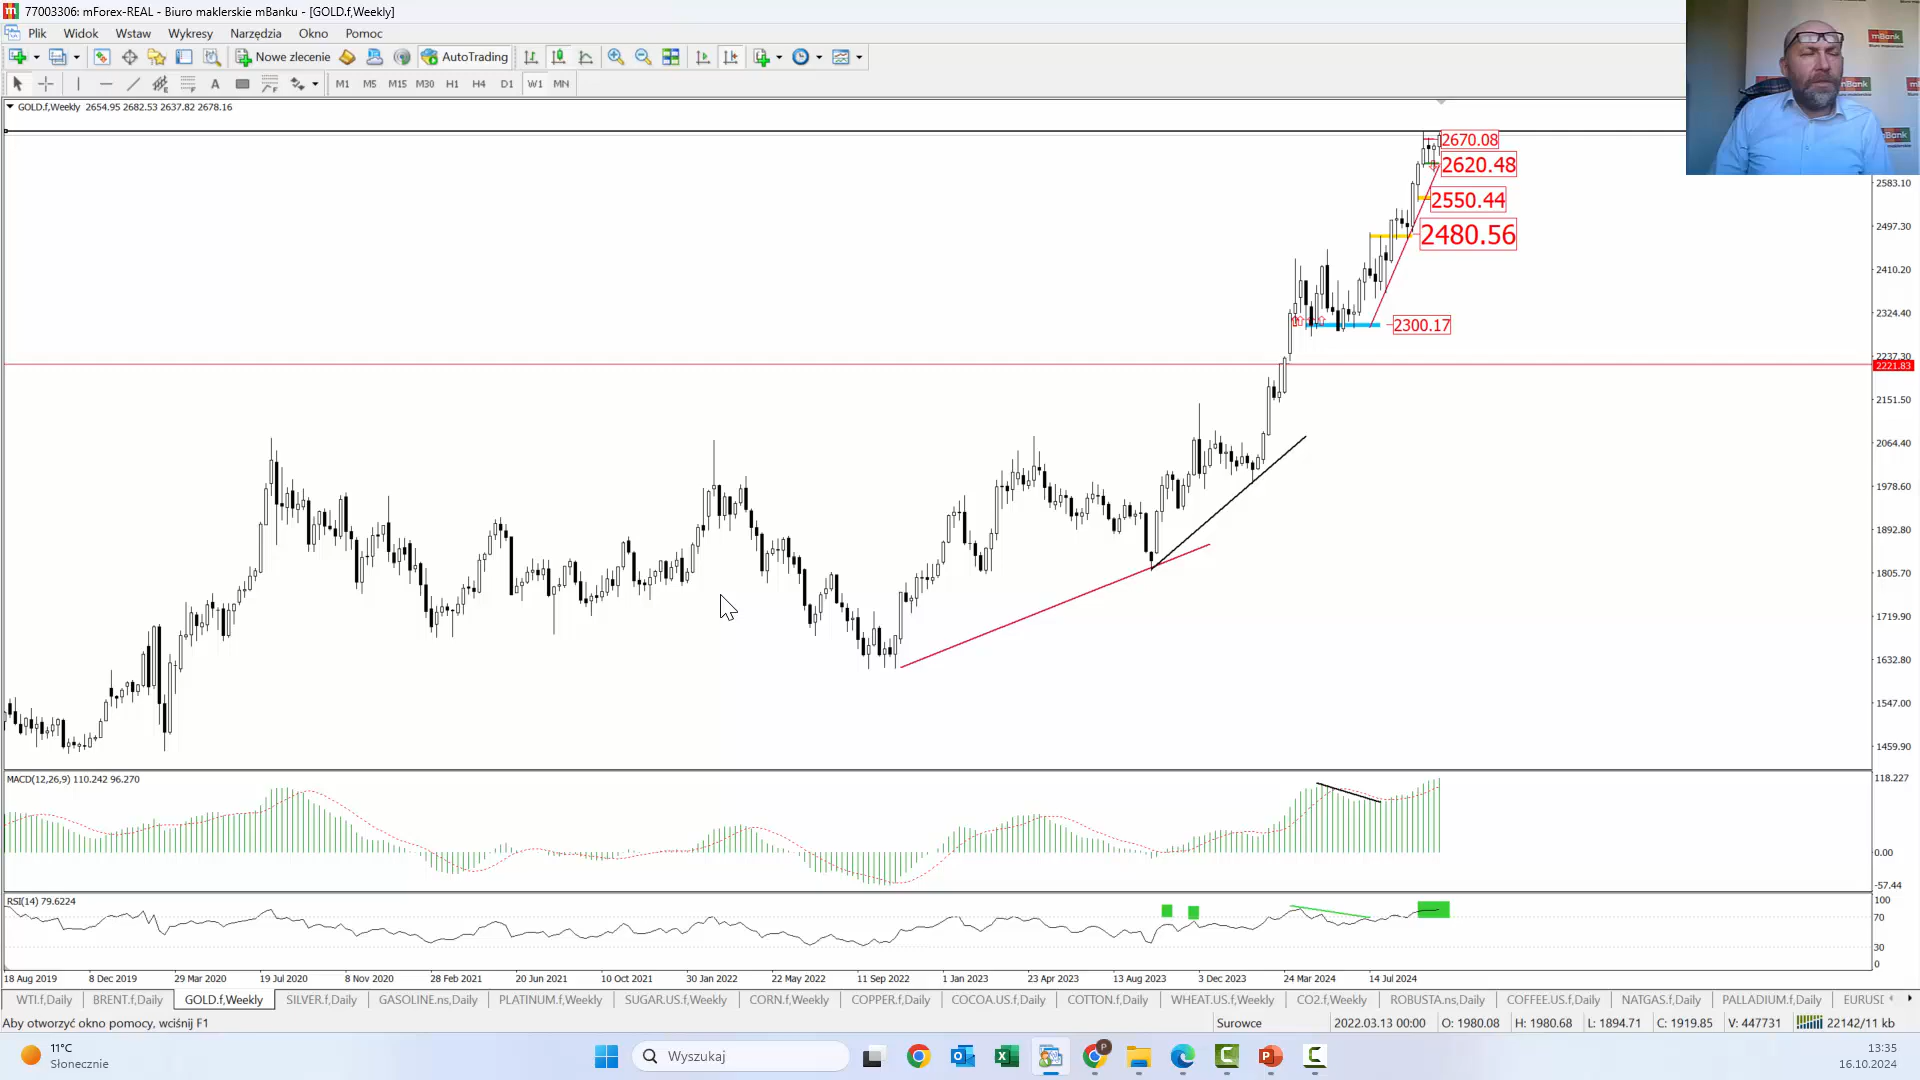 77003306: mForex-REAL - Biuro maklerskie mBanku - [GOLD.f,Weekly]
Plik Widok Wstaw Wykresy Narzędzia Okno Pomoc
Nowe zlecenie AutoTrading
A M1 M5 M15 M30 H1 H4 D1 W1 MN
GOLD.f,Weekly 2654.95 2682.53 2637.82 2678.16
mBank
2670.08
2620.48
2583.10
2550.44
2497.30
2480.56
2410.20
2324.40
2300.17
2237.30
2221.83
2151.50
2064.40
1978.60
1892.80
1805.70
1719.90
1632.80
1547.00
1459.90
MACD(12,26,9) 110.242 96.270
118.227
0.00
-57.44
RSI(14) 79.6224
100
70
30
0
18 Aug 2019 8 Dec 2019 29 Mar 2020 19 Jul 2020 8 Nov 2020 28 Feb 2021 20 Jun 2021 10 Oct 2021 30 Jan 2022 22 May 2022 11 Sep 2022 1 Jan 2023 23 Apr 2023 13 Aug 2023 3 Dec 2023 24 Mar 2024 14 Jul 2024
WTI.f,Daily BRENT.f,Daily GOLD.f,Weekly SILVER.f,Daily GASOLINE.ns,Daily PLATINUM.f,Weekly SUGAR.US.f,Weekly CORN.f,Weekly COPPER.f,Daily COCOA.US.f,Daily COTTON.f,Daily WHEAT.US.f,Weekly CO2.f,Weekly ROBUSTA.ns,Daily COFFEE.US.f,Daily NATGAS.f,Daily PALLADIUM.f,Daily EURUSD
Aby otworzyć okno pomocy, wciśnij F1 Surowce 2022.03.13 00:00 O: 1980.08 H: 1980.68 L: 1894.71 C: 1919.85 V: 447731 22142/11 kb
11°C
Słonecznie
Wyszukaj
13:35
16.10.2024